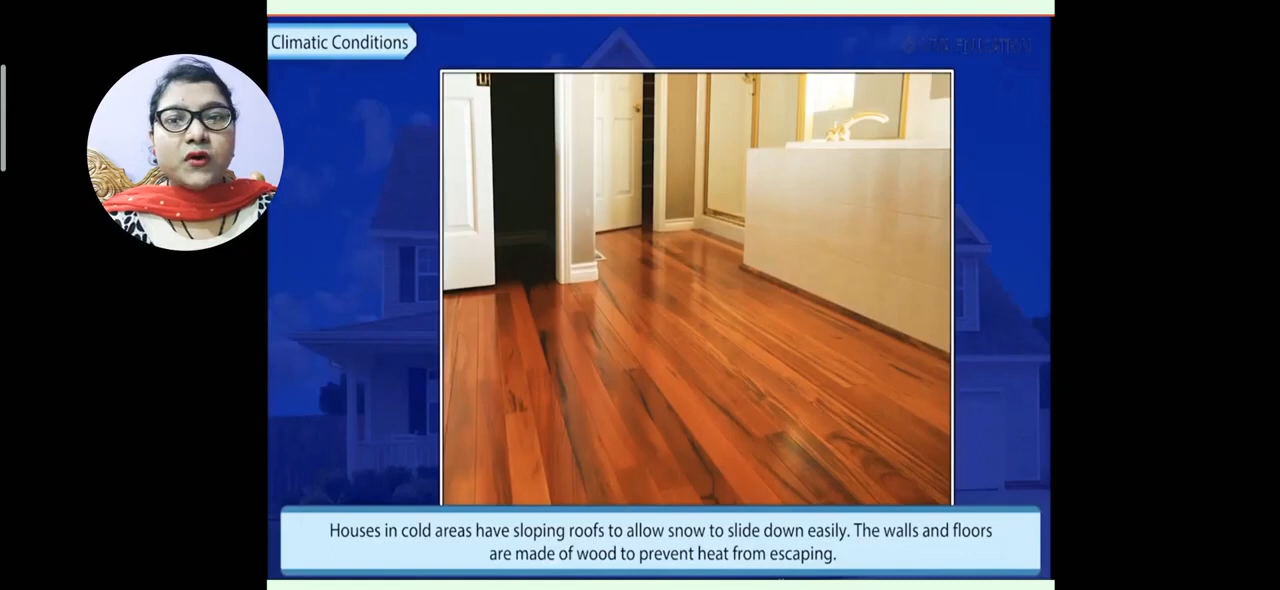 Climatic Conditions
Houses in cold areas have sloping roofs to allow snow to slide down easily. The walls and floors
are made of wood to prevent heat from escaping.